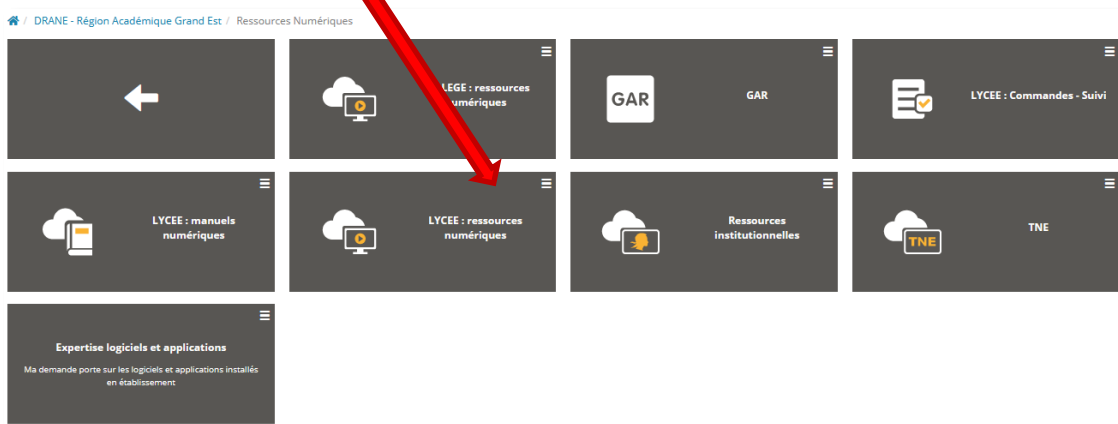 DRANE - Région Académique Grand Est / Ressources Numériques
LEGE : ressources
numériques
GAR
GAR
LYCEE : Commandes - Suivi
LYCEE : manuels
numériques
LYCEE : ressources
numériques
Ressources
institutionnelles
TNE
TNE
Expertise logiciels et applications
Ma demande porte sur les logiciels et applications installés
en établissement